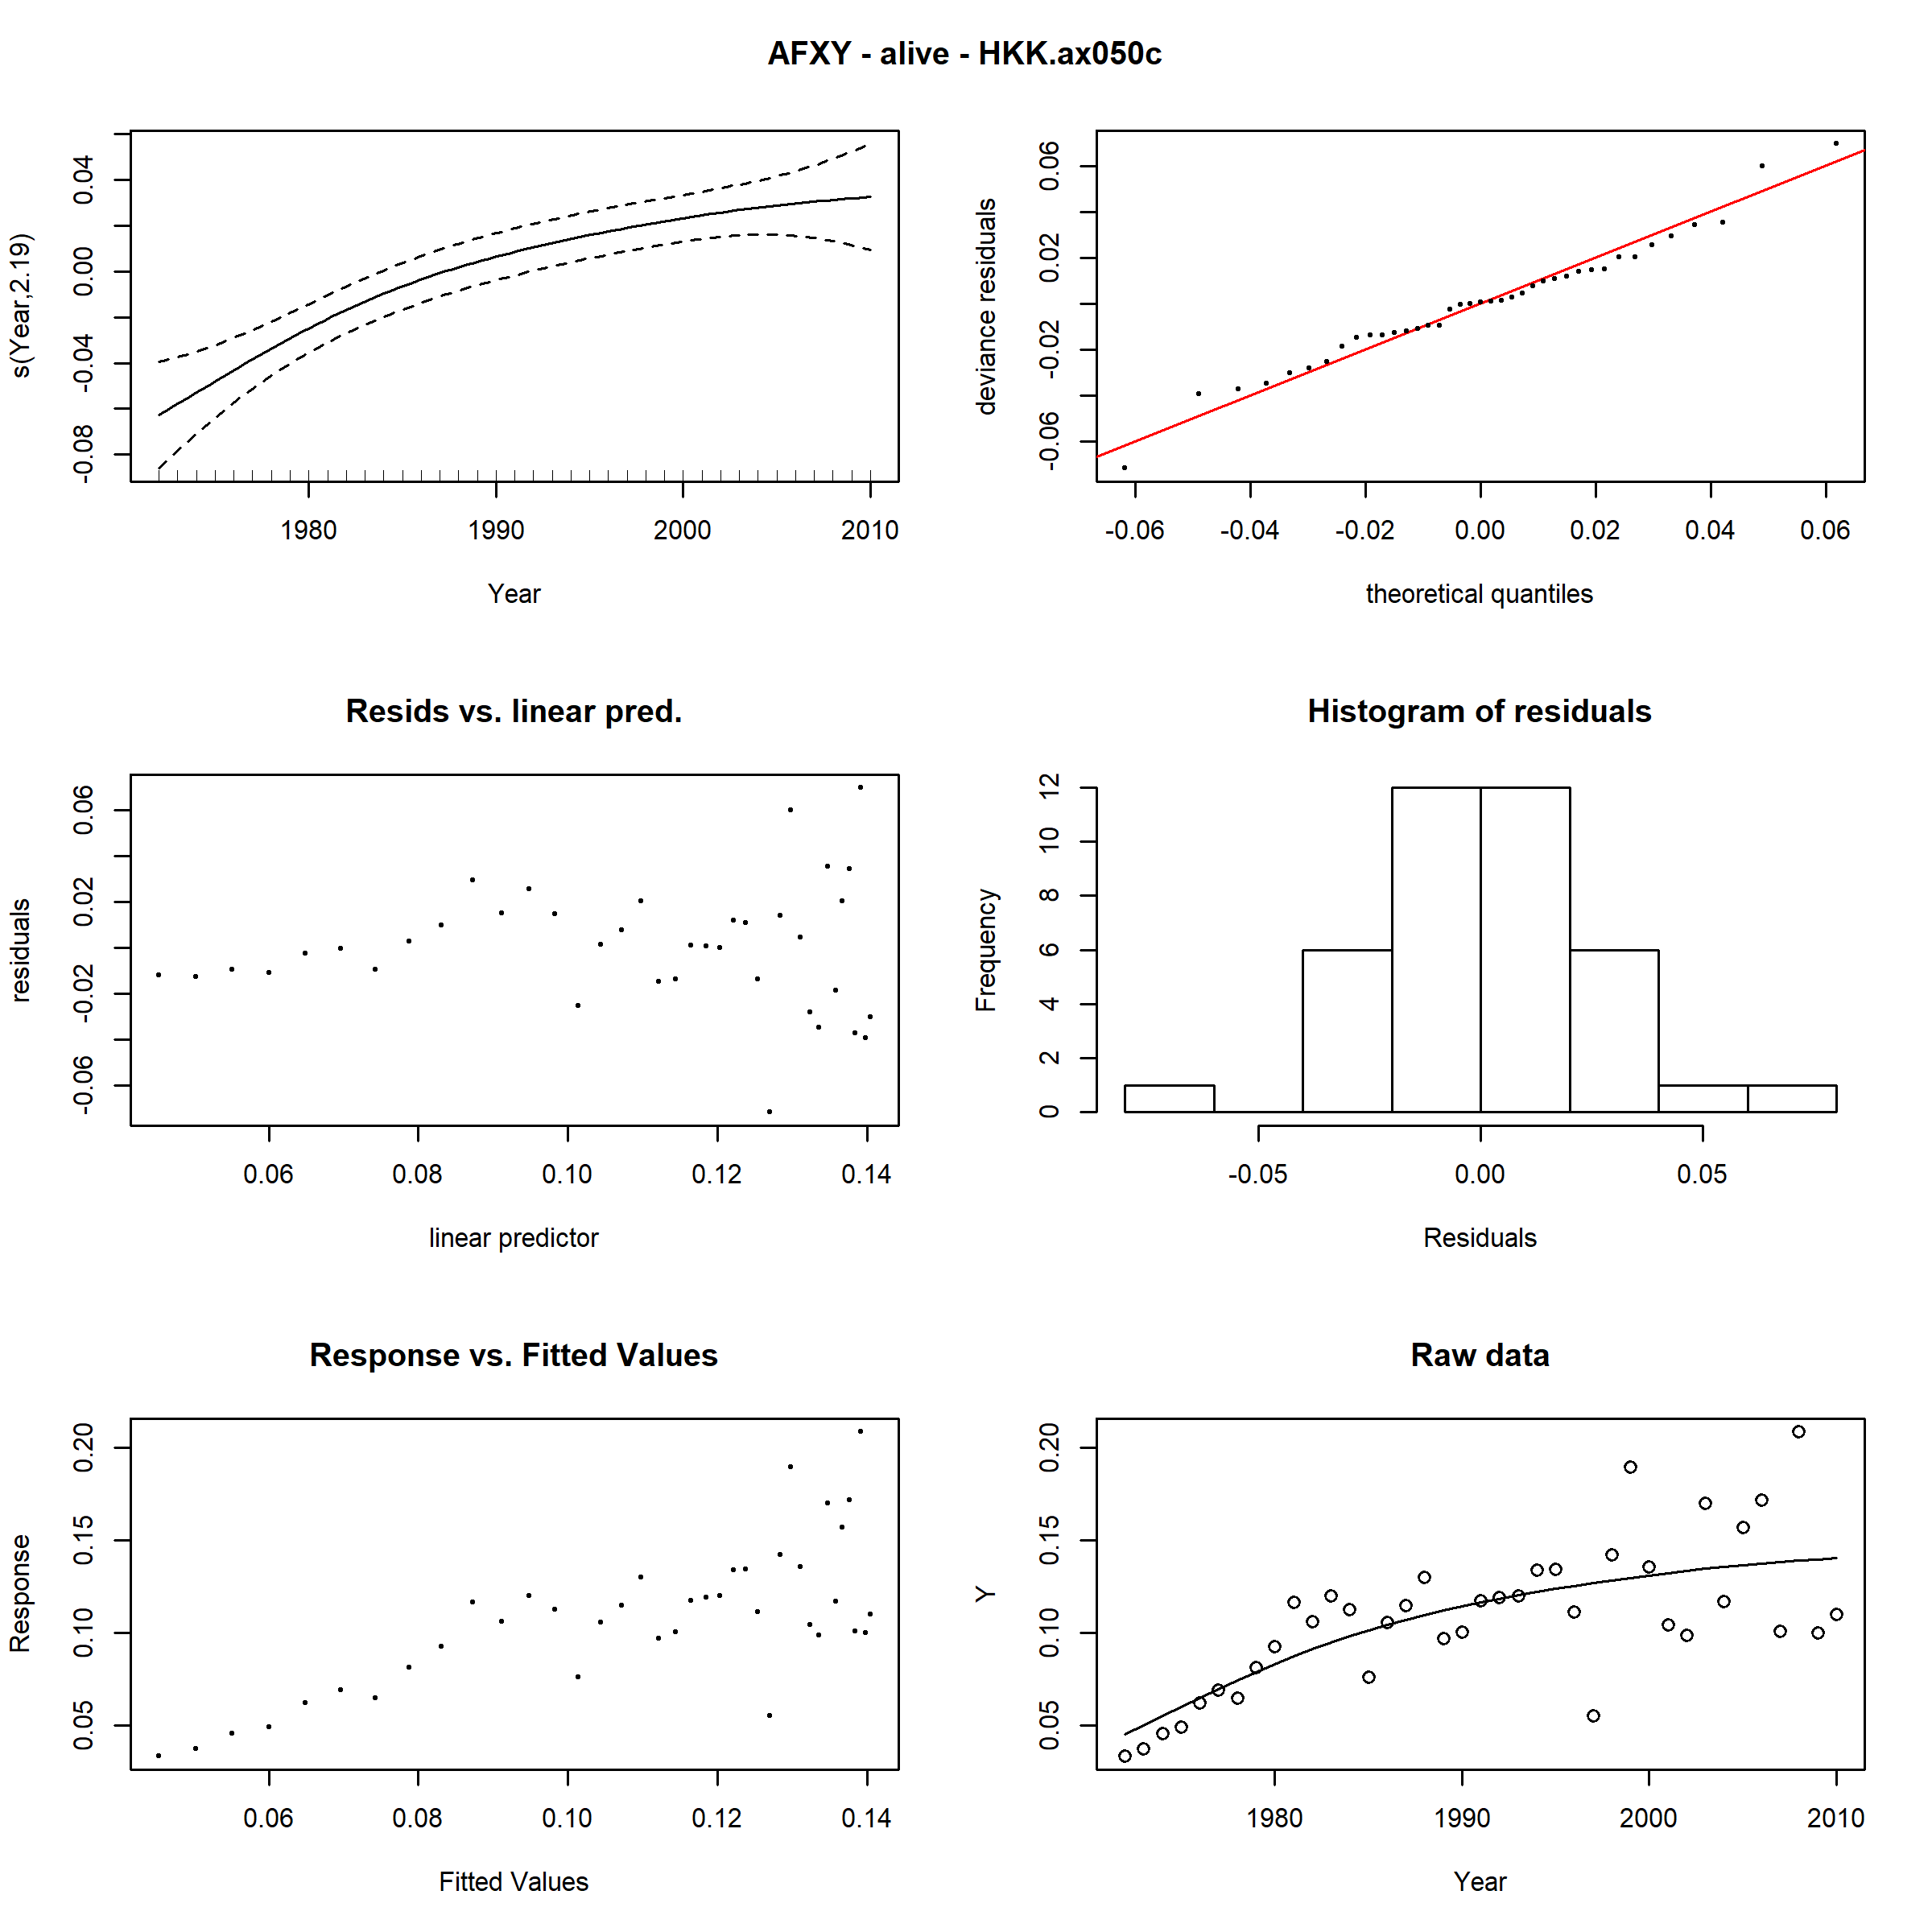 AFXY - alive - HKK.ax050c
s(Year,2.19)
-0.08 -0.04 0.00 0.04
1980 1990 2000 2010
Year
deviance residuals
-0.06 -0.02 0.02 0.06
-0.06 -0.04 -0.02 0.00 0.02 0.04 0.06
theoretical quantiles
Resids vs. linear pred.
residuals
-0.06 -0.02 0.02 0.06
0.06 0.08 0.10 0.12 0.14
linear predictor
Histogram of residuals
Frequency
0 2 4 6 8 10 12
-0.05 0.00 0.05
Residuals
Response vs. Fitted Values
Response
0.05 0.10 0.15 0.20
0.06 0.08 0.10 0.12 0.14
Fitted Values
Raw data
Y
0.05 0.10 0.15 0.20
1980 1990 2000 2010
Year